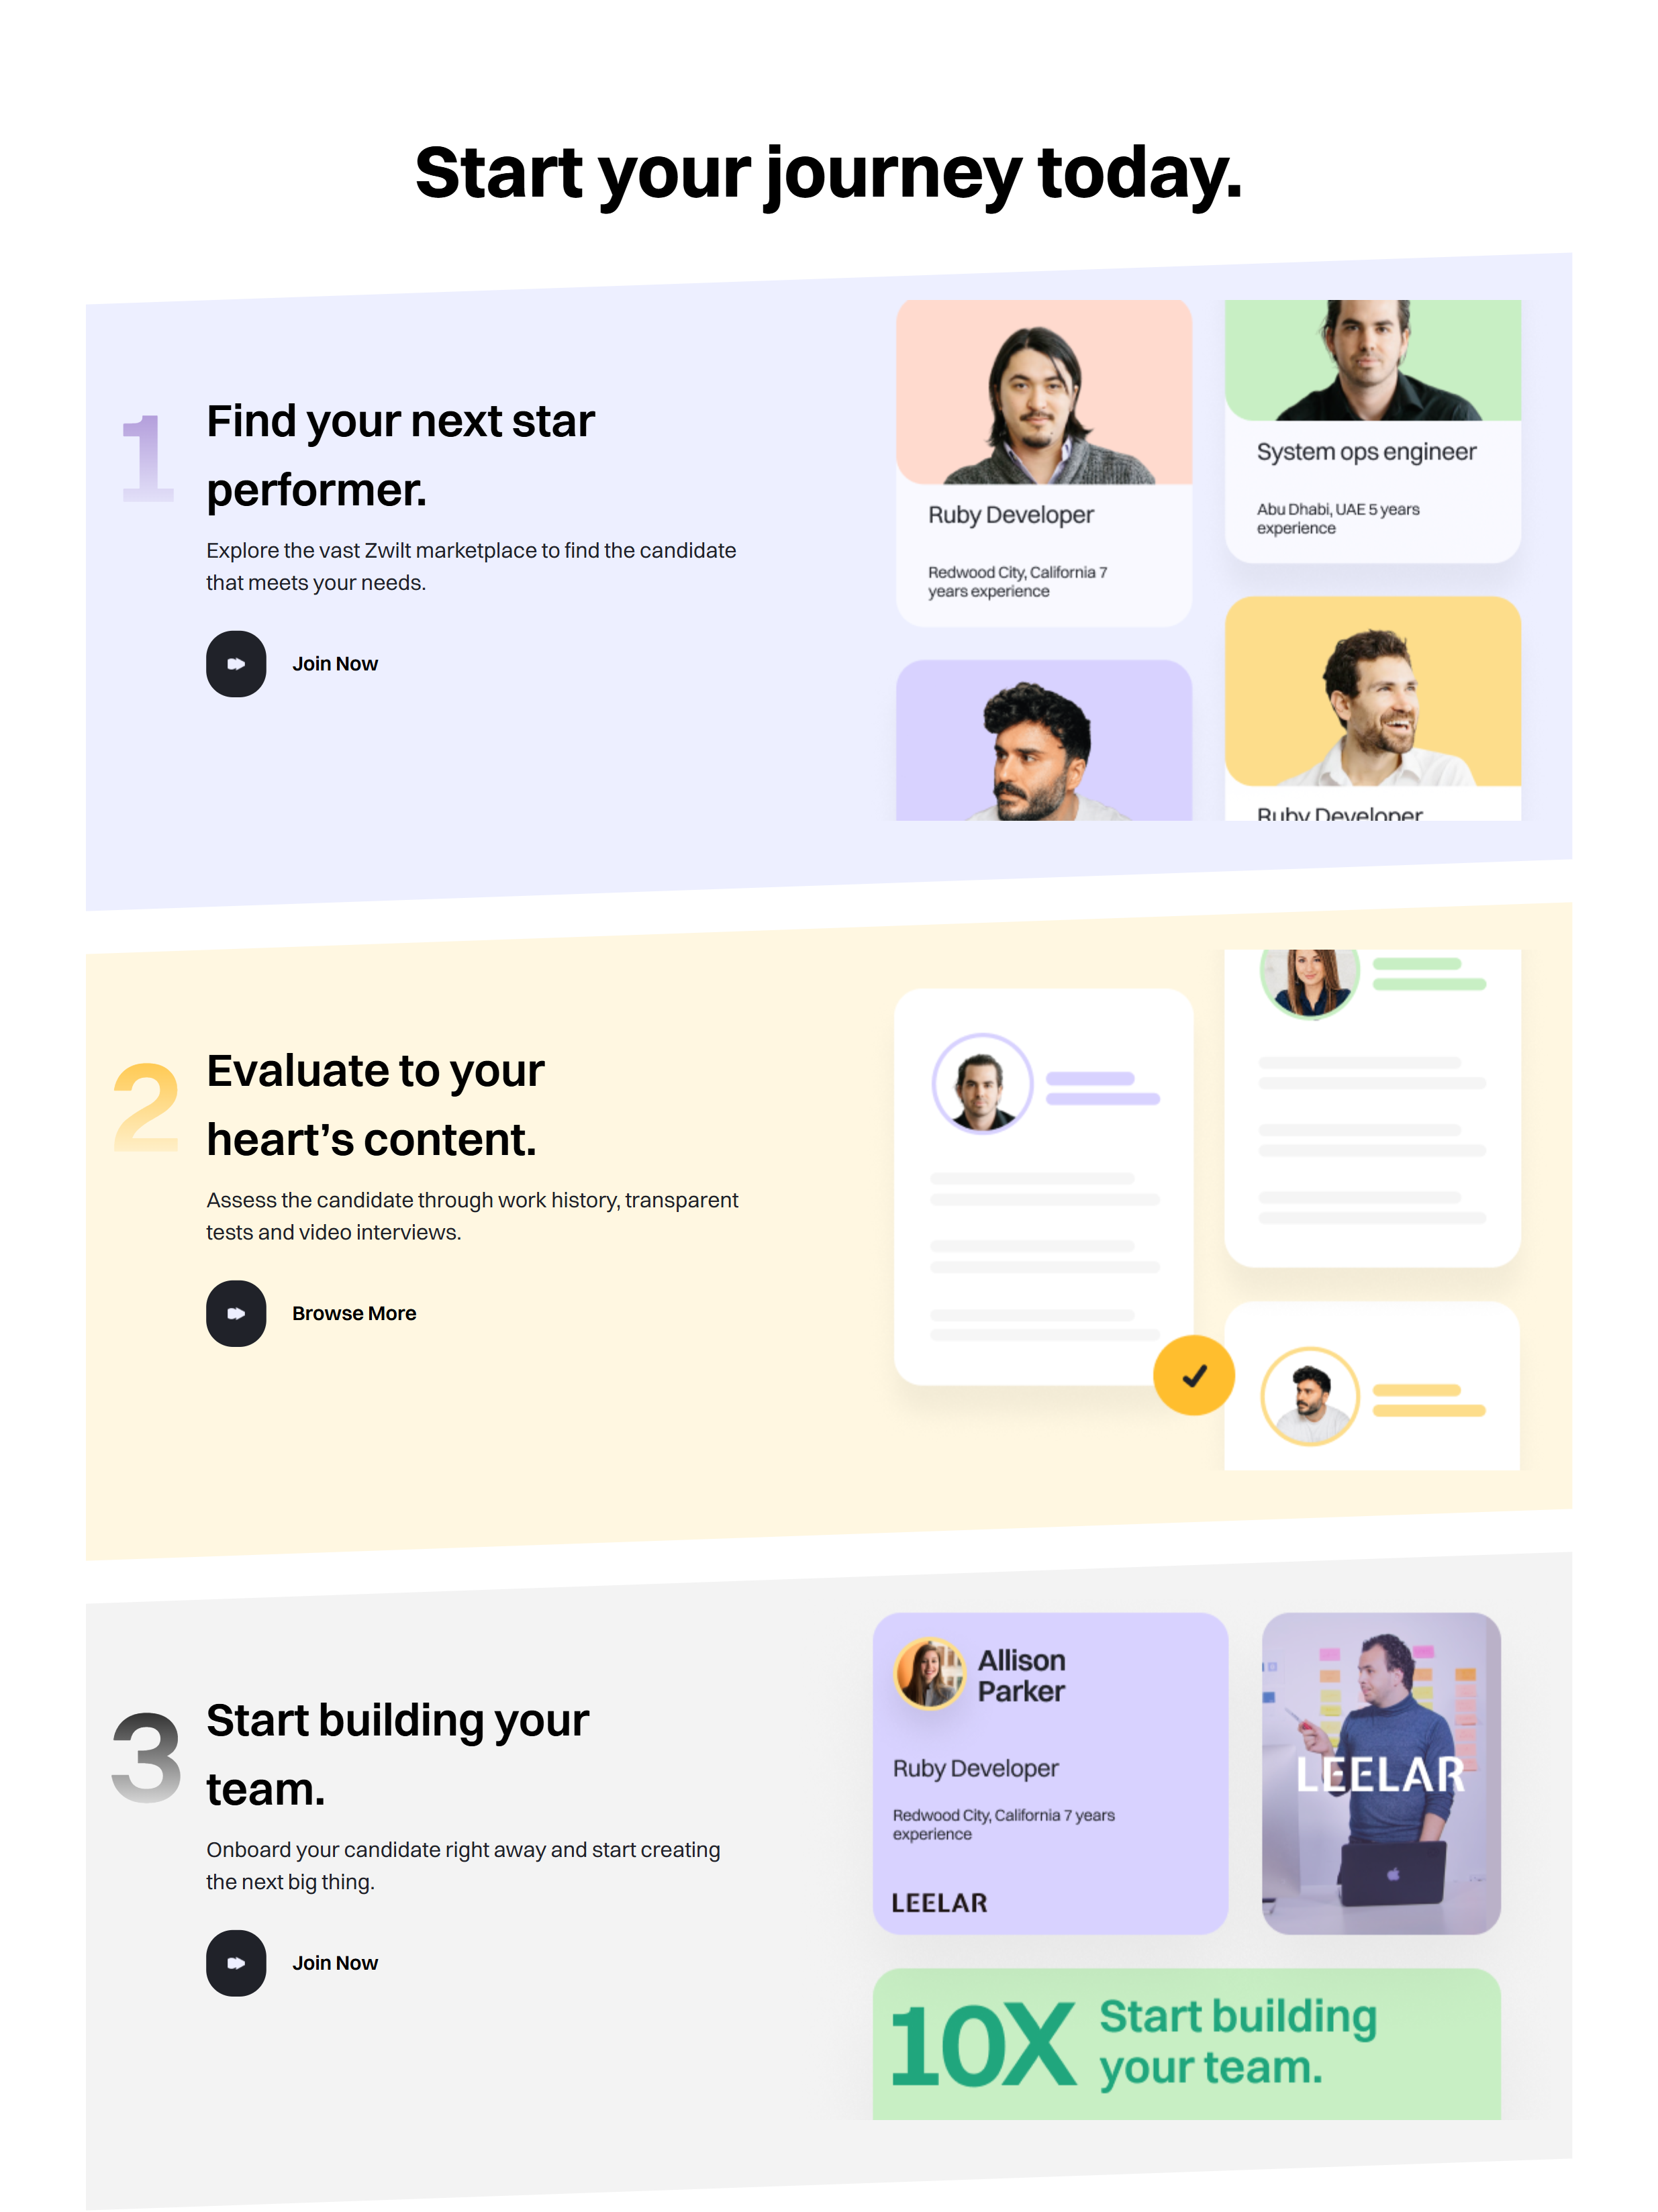 Start your journey today.
1
Find your next star
performer.
Explore the vast Zwilt marketplace to find the candidate
that meets your needs.
Join Now
Ruby Developer
Redwood City, California 7
years experience
System ops engineer
Abu Dhabi, UAE 5 years
experience
Ruby Developer
2
Evaluate to your
heart’s content.
Assess the candidate through work history, transparent
tests and video interviews.
Browse More
3
Start building your
team.
Onboard your candidate right away and start creating
the next big thing.
Join Now
Allison
Parker
Ruby Developer
Redwood City, California 7 years
experience
LEELAR
LEELAR
10X
Start building
your team.